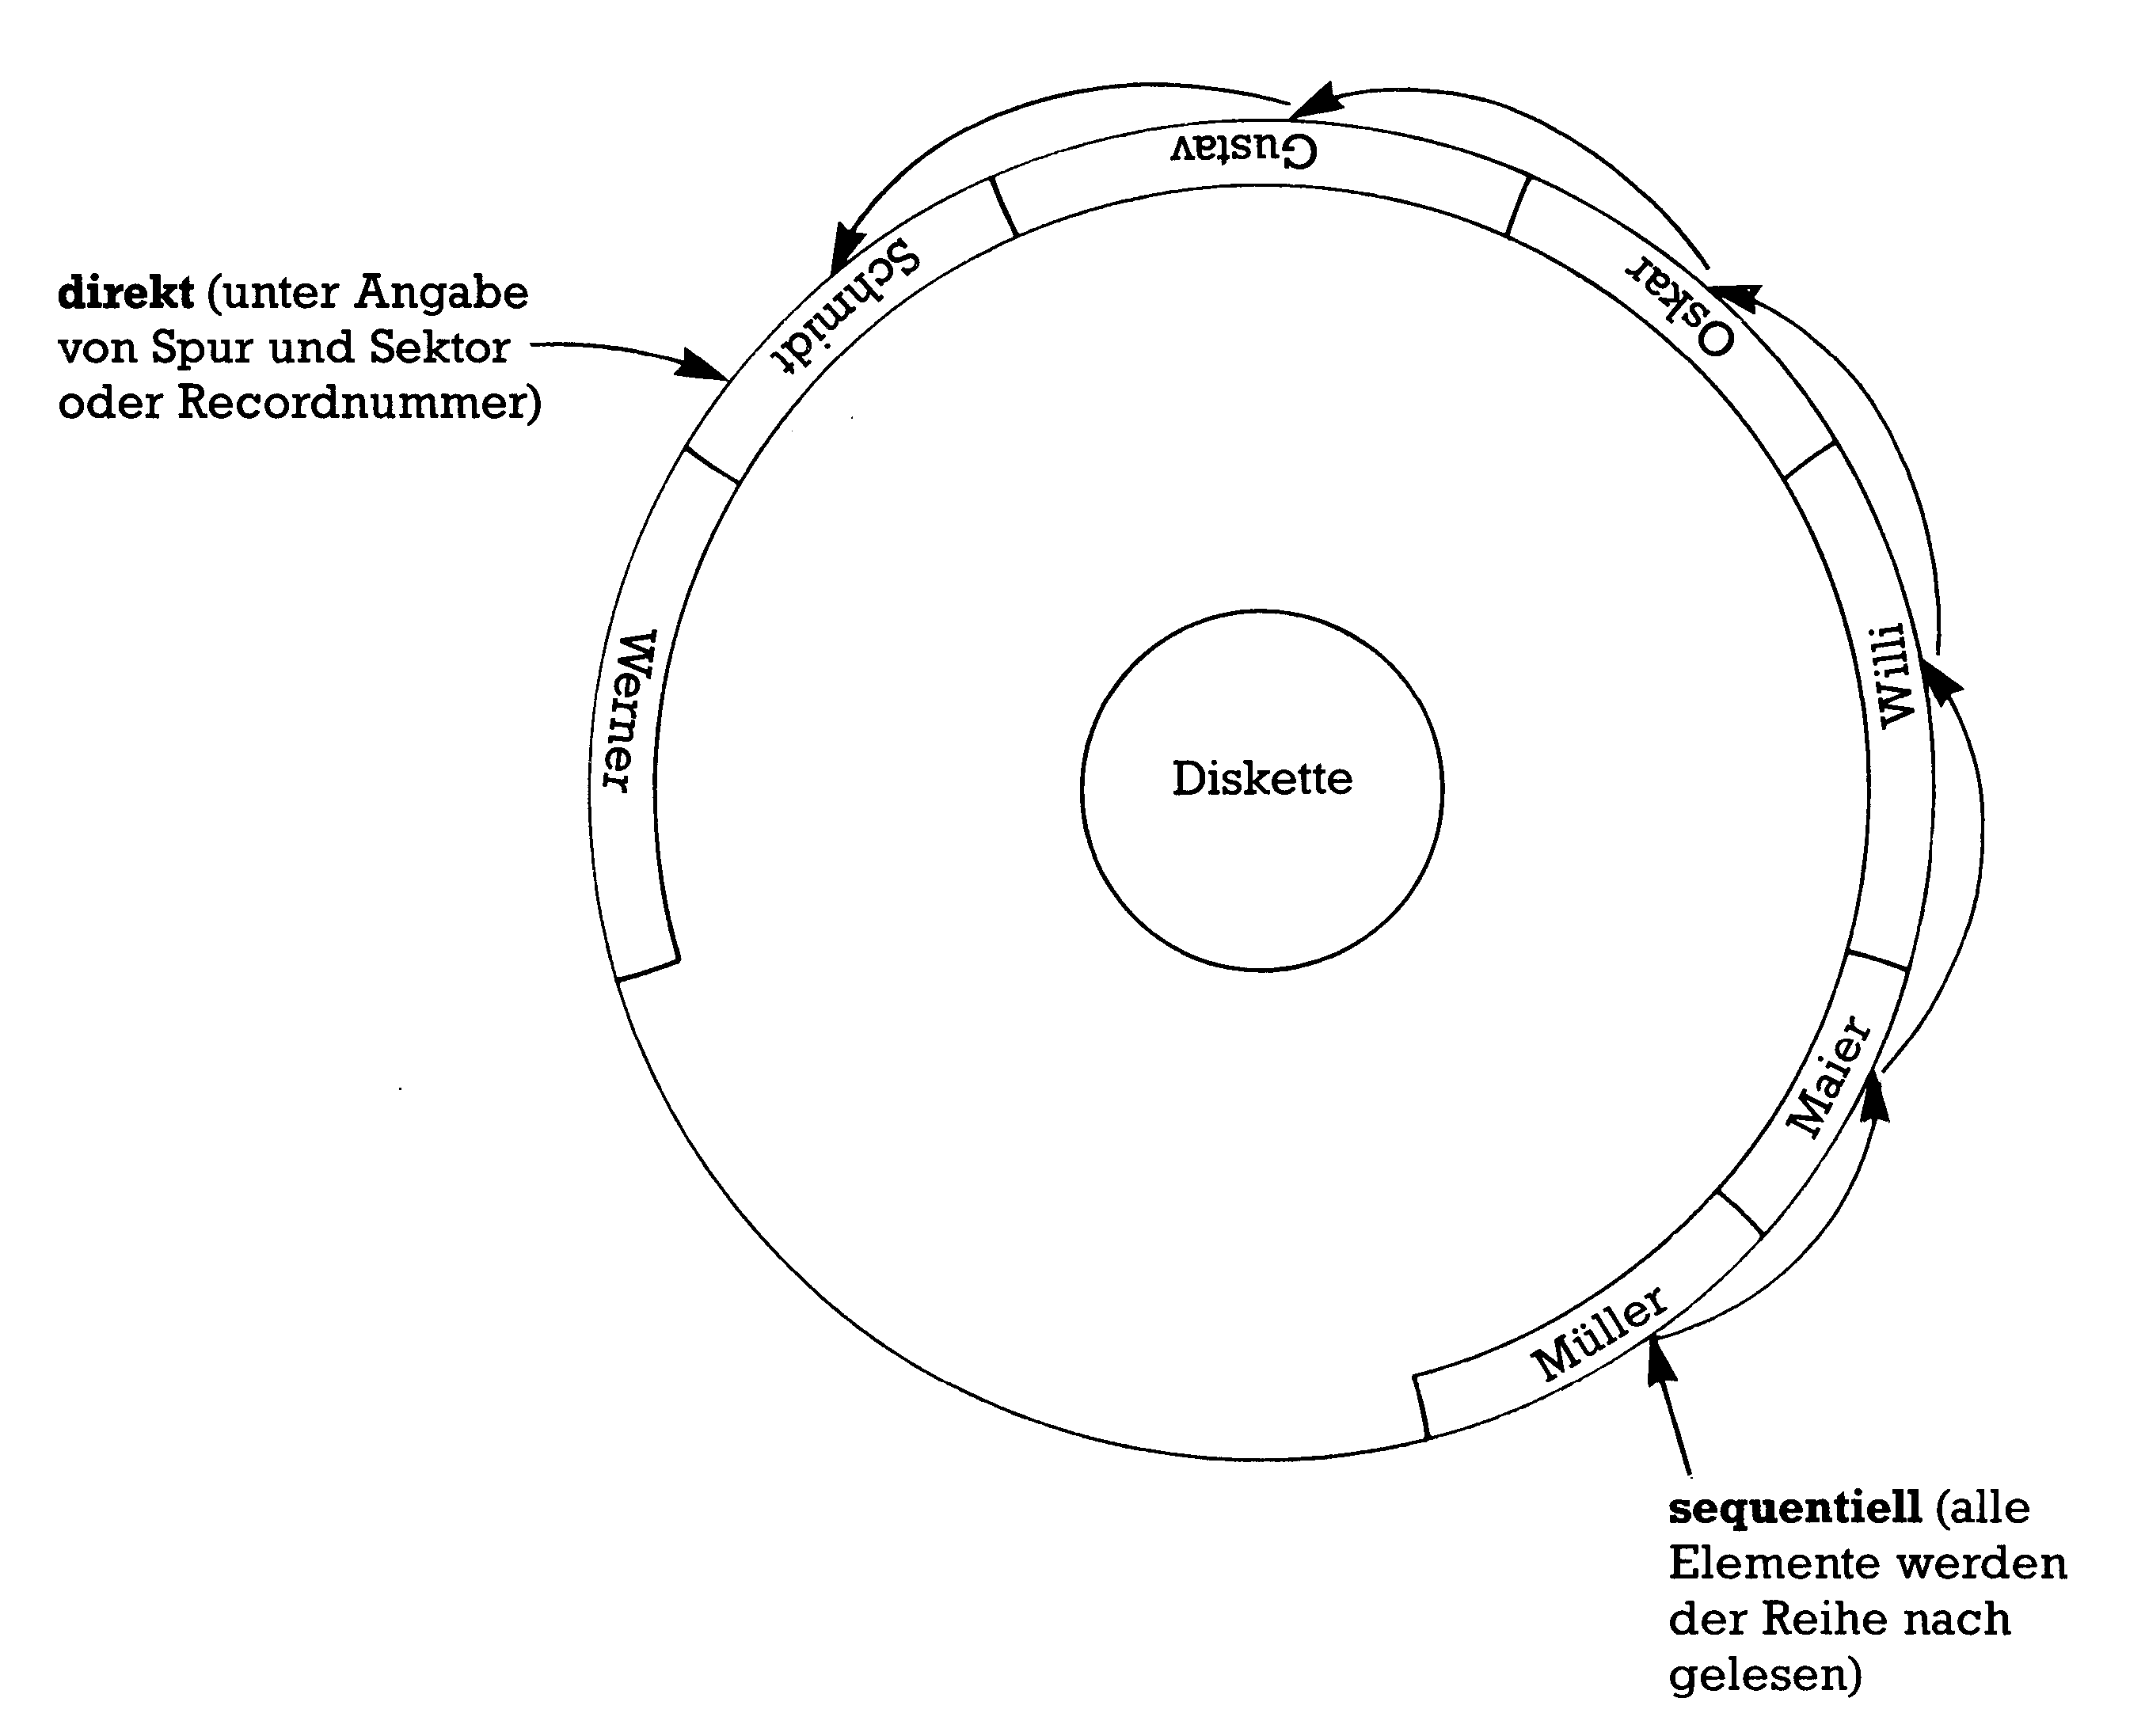 direkt (unter Angabe
von Spur und Sektor
oder Recordnummer)
Gustav
Schmidt
Oskar
Werner
Willi
Diskette
Maier
Müller
sequentiell (alle
Elemente werden
der Reihe nach
gelesen)